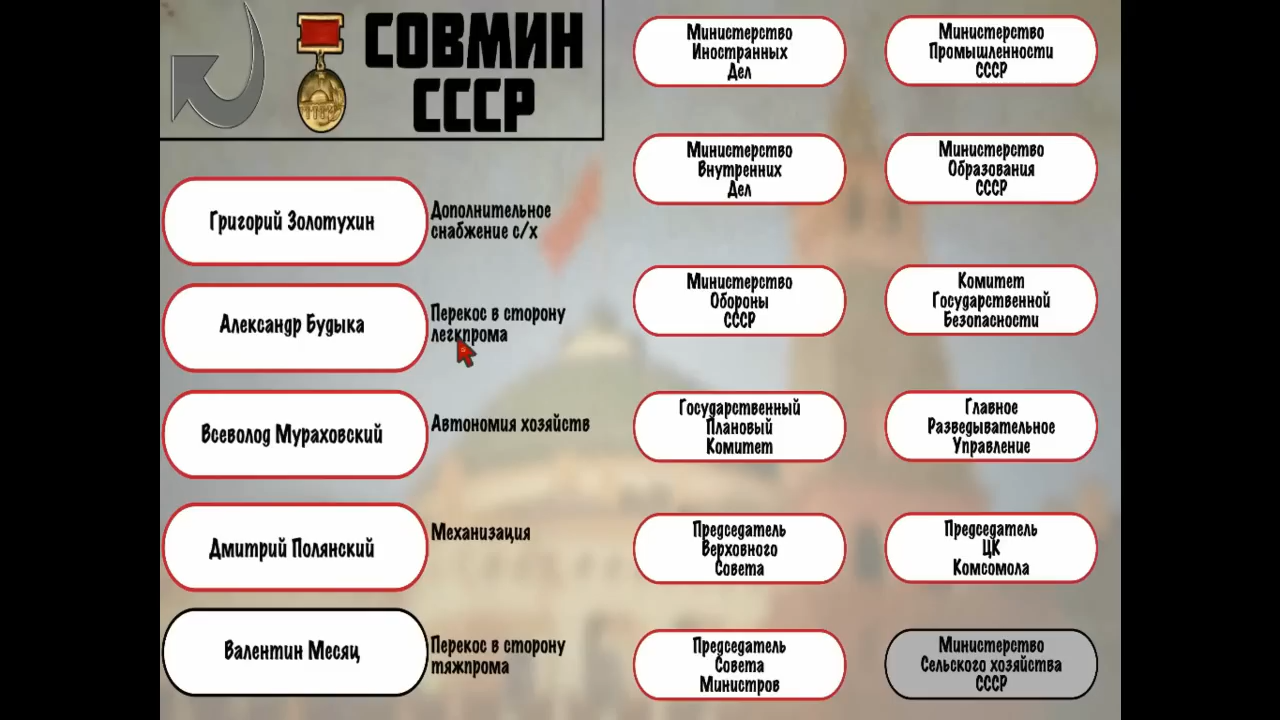 СОВМИН
СССР
Григорий Золотухин
Дополнительное
снабжение с/х
Александр Будыка
Перекос в сторону
легкпрома
Всеволод Мураховский
Автономия хозяйств
Дмитрий Полянский
Механизация
Валентин Месяц
Перекос в сторону
тяжпрома
Министерство
Иностранных
Дел
Министерство
Промышленности
СССР
Министерство
Внутренних
Дел
Министерство
Образования
СССР
Министерство
Обороны
СССР
Комитет
Государственной
Безопасности
Государственный
Плановый
Комитет
Главное
Разведывательное
Управление
Председатель
Верховного
Совета
Председатель
ЦК
Комсомола
Председатель
Совета
Министров
Министерство
Сельского хозяйства
СССР